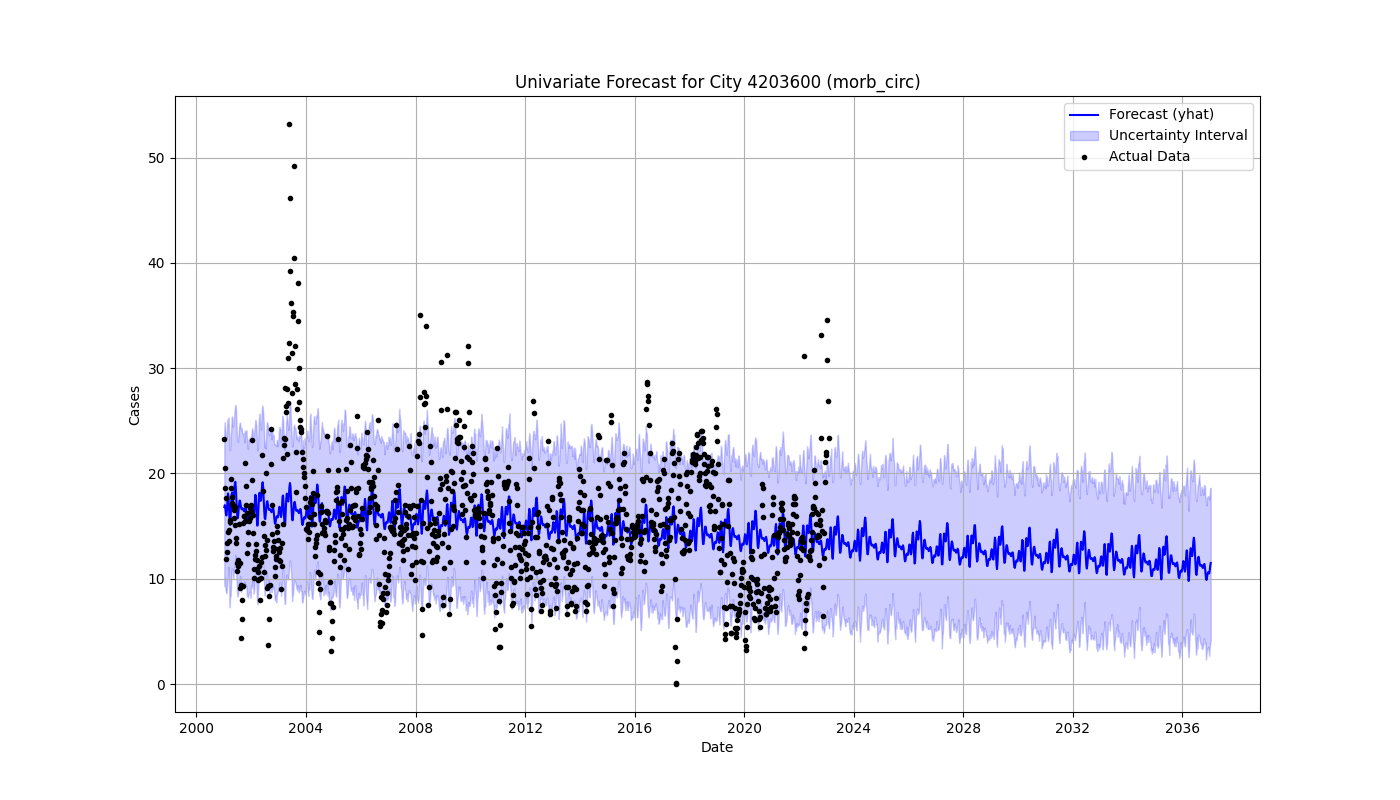 Univariate Forecast for City 4203600 (morb_circ)
Forecast (yhat)
Uncertainty Interval
Actual Data
Cases
50
40
30
20
10
0
2000 2004 2008 2012 2016 2020 2024 2028 2032 2036
Date